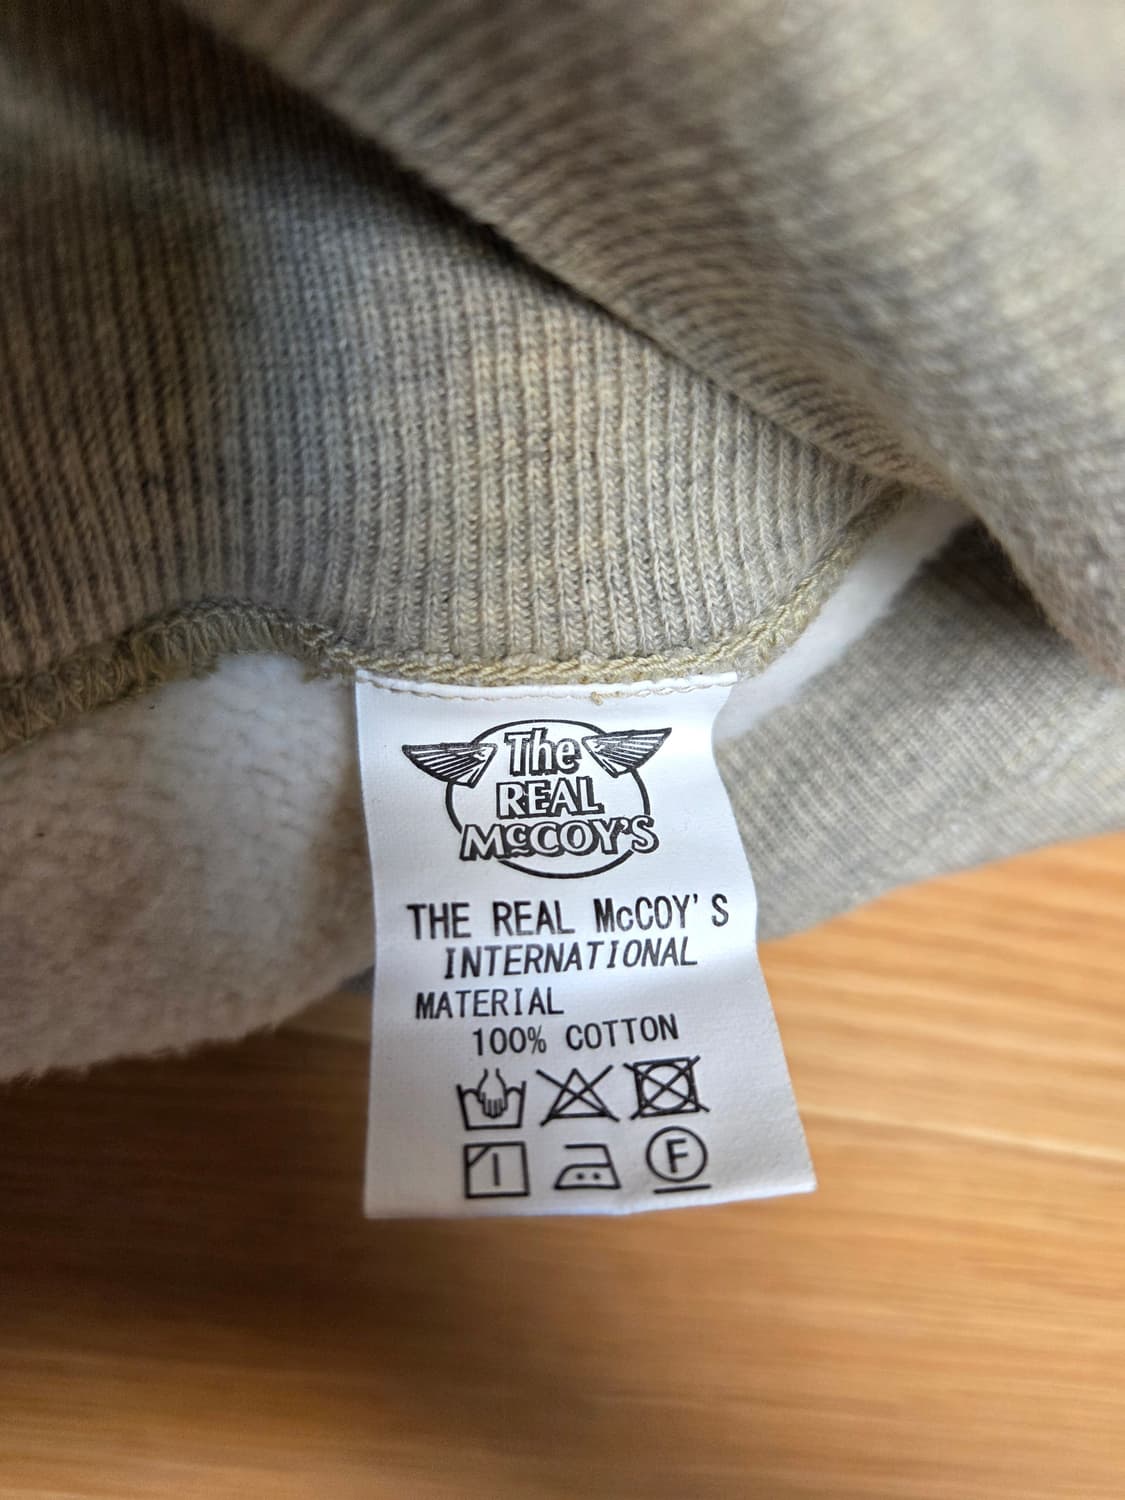 The
REAL
McCOY'S
THE REAL McCOY'S
INTERNATIONAL
MATERIAL
100% COTTON
F